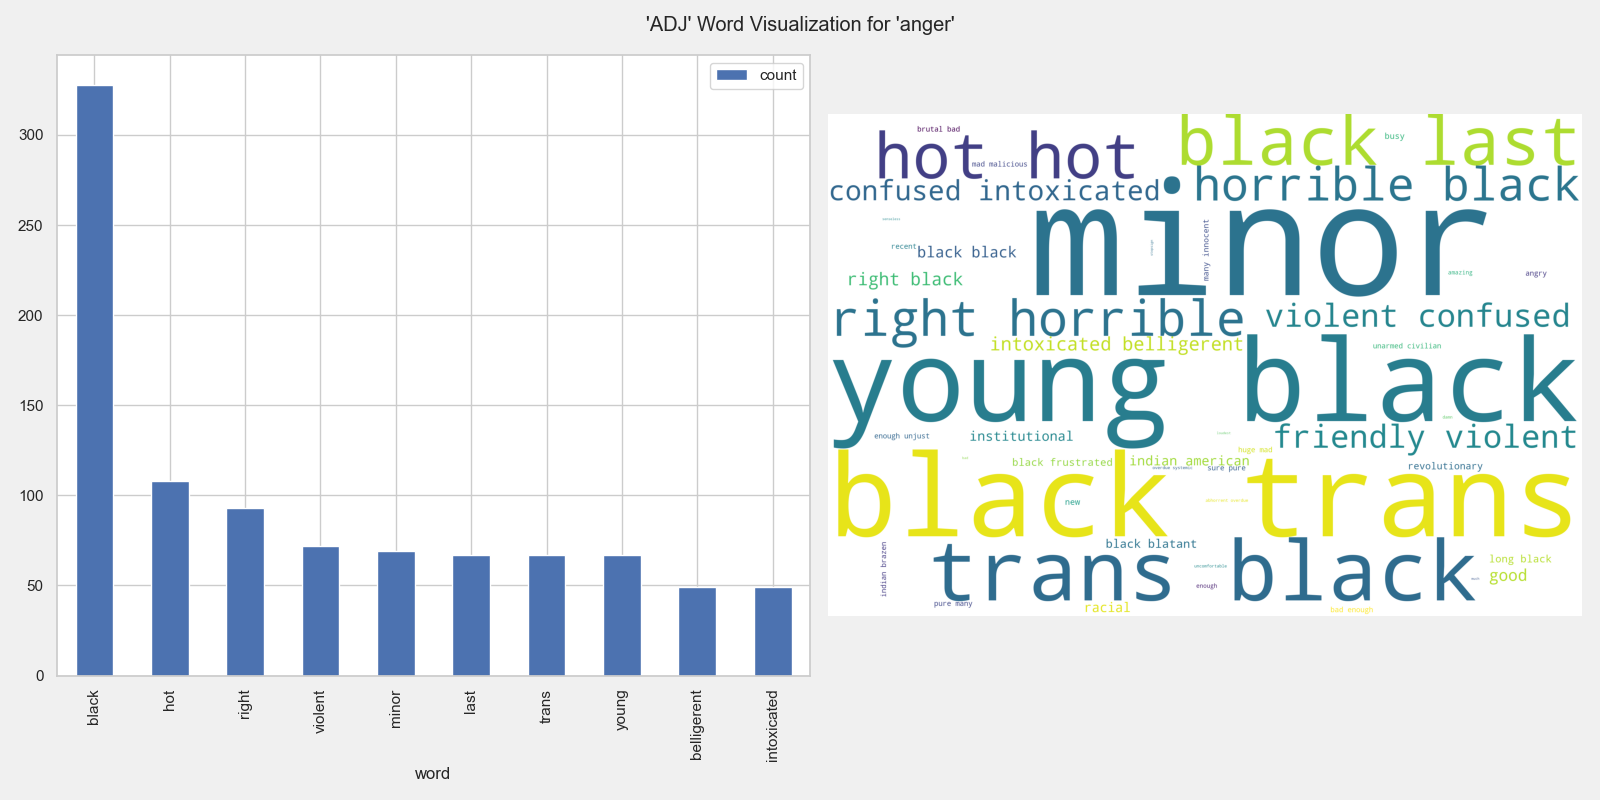 'ADJ' Word Visualization for 'anger'
count
300
250
200
150
100
50
0
black
hot
right
violent
minor
last
trans
young
belligerent
intoxicated
word
brutal bad
hot hot
mad malicious
black last
busy
confused intoxicated
horrible black
minor
recent
black black
many innocent
right black
amazing
angry
right horrible
violent confused
intoxicated belligerent
unarmed civilian
young black
enough unjust
institutional
friendly violent
huge mad
black frustrated
indian american
overdue systemic
sure pure
revolutionary
black trans
new
black blatant
indian brazen
trans black
uncomfortable
long black
good
enough
pure many
racial
bad enough